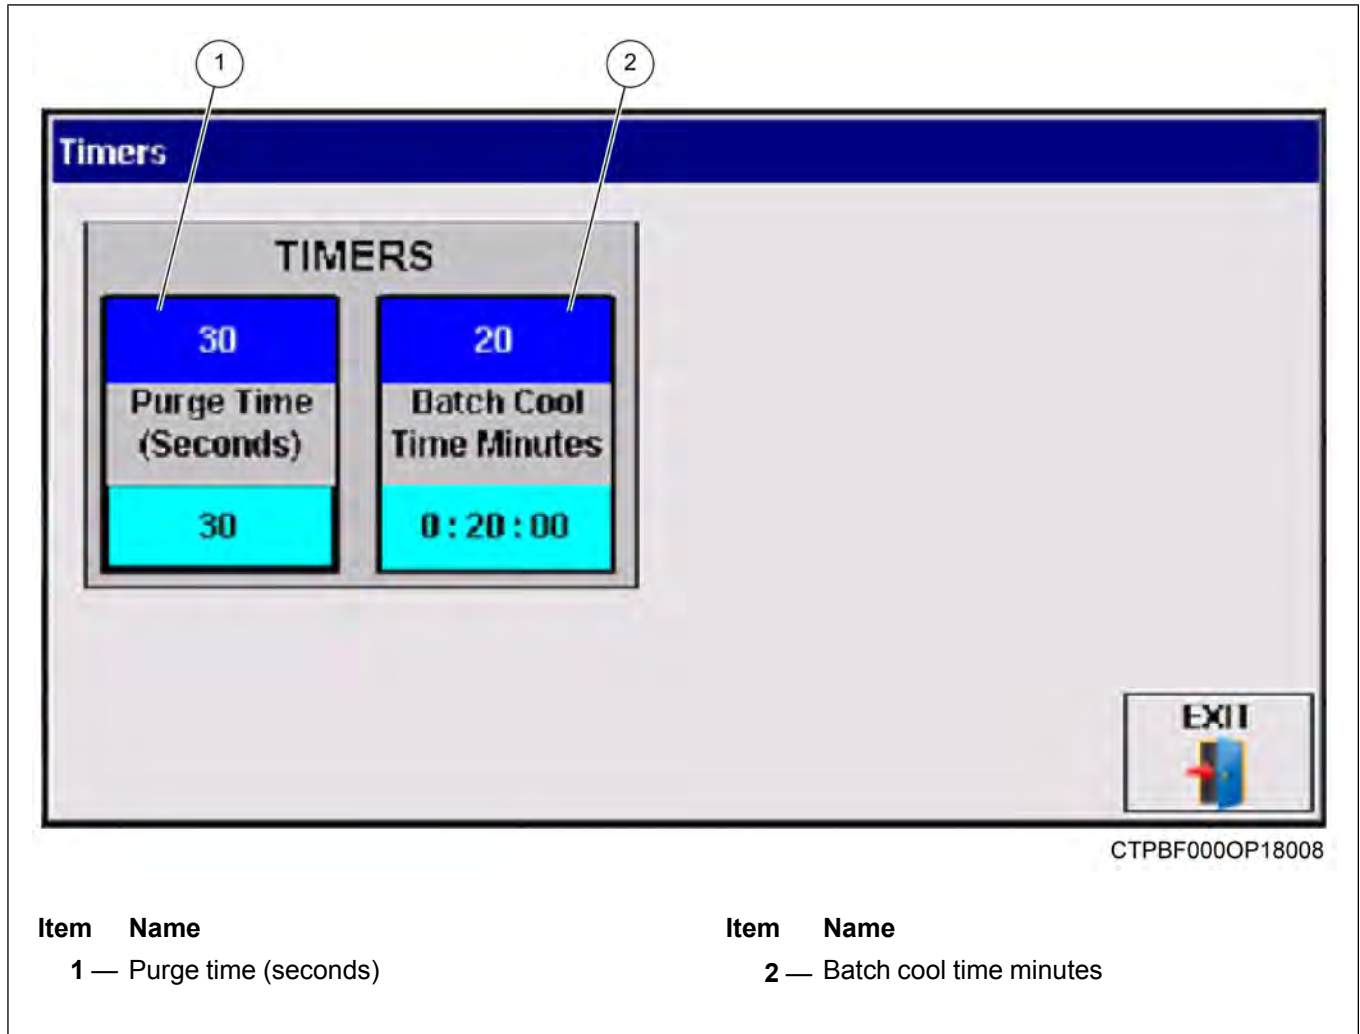 1
2
Timers
TIMERS
30
Purge Time
(Seconds)
30
20
Batch Cool
Time Minutes
0:20:00
EXIT
CTPBF000OP18008
Item Name
1 — Purge time (seconds)
Item Name
2 — Batch cool time minutes